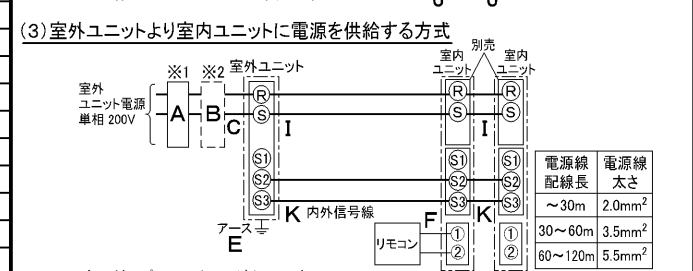 (3)室外ユニットより室内ユニットに電源を供給する方式
※1 ※2 室外ユニット
室内
ユニット
別売
室内
ユニット
室外
ユニット電源
単相 200V
A
B
C
R
S
I
R
S
I
R
S
S1
S2
S3
S1
S2
S3
S1
S2
S3
K 内外信号線
K
アース
E
F
リモコン
①
②
①
②
電源線
配線長
電源線
太さ
～30m 2.0mm²
30～60m 3.5mm²
60～120m 5.5mm²